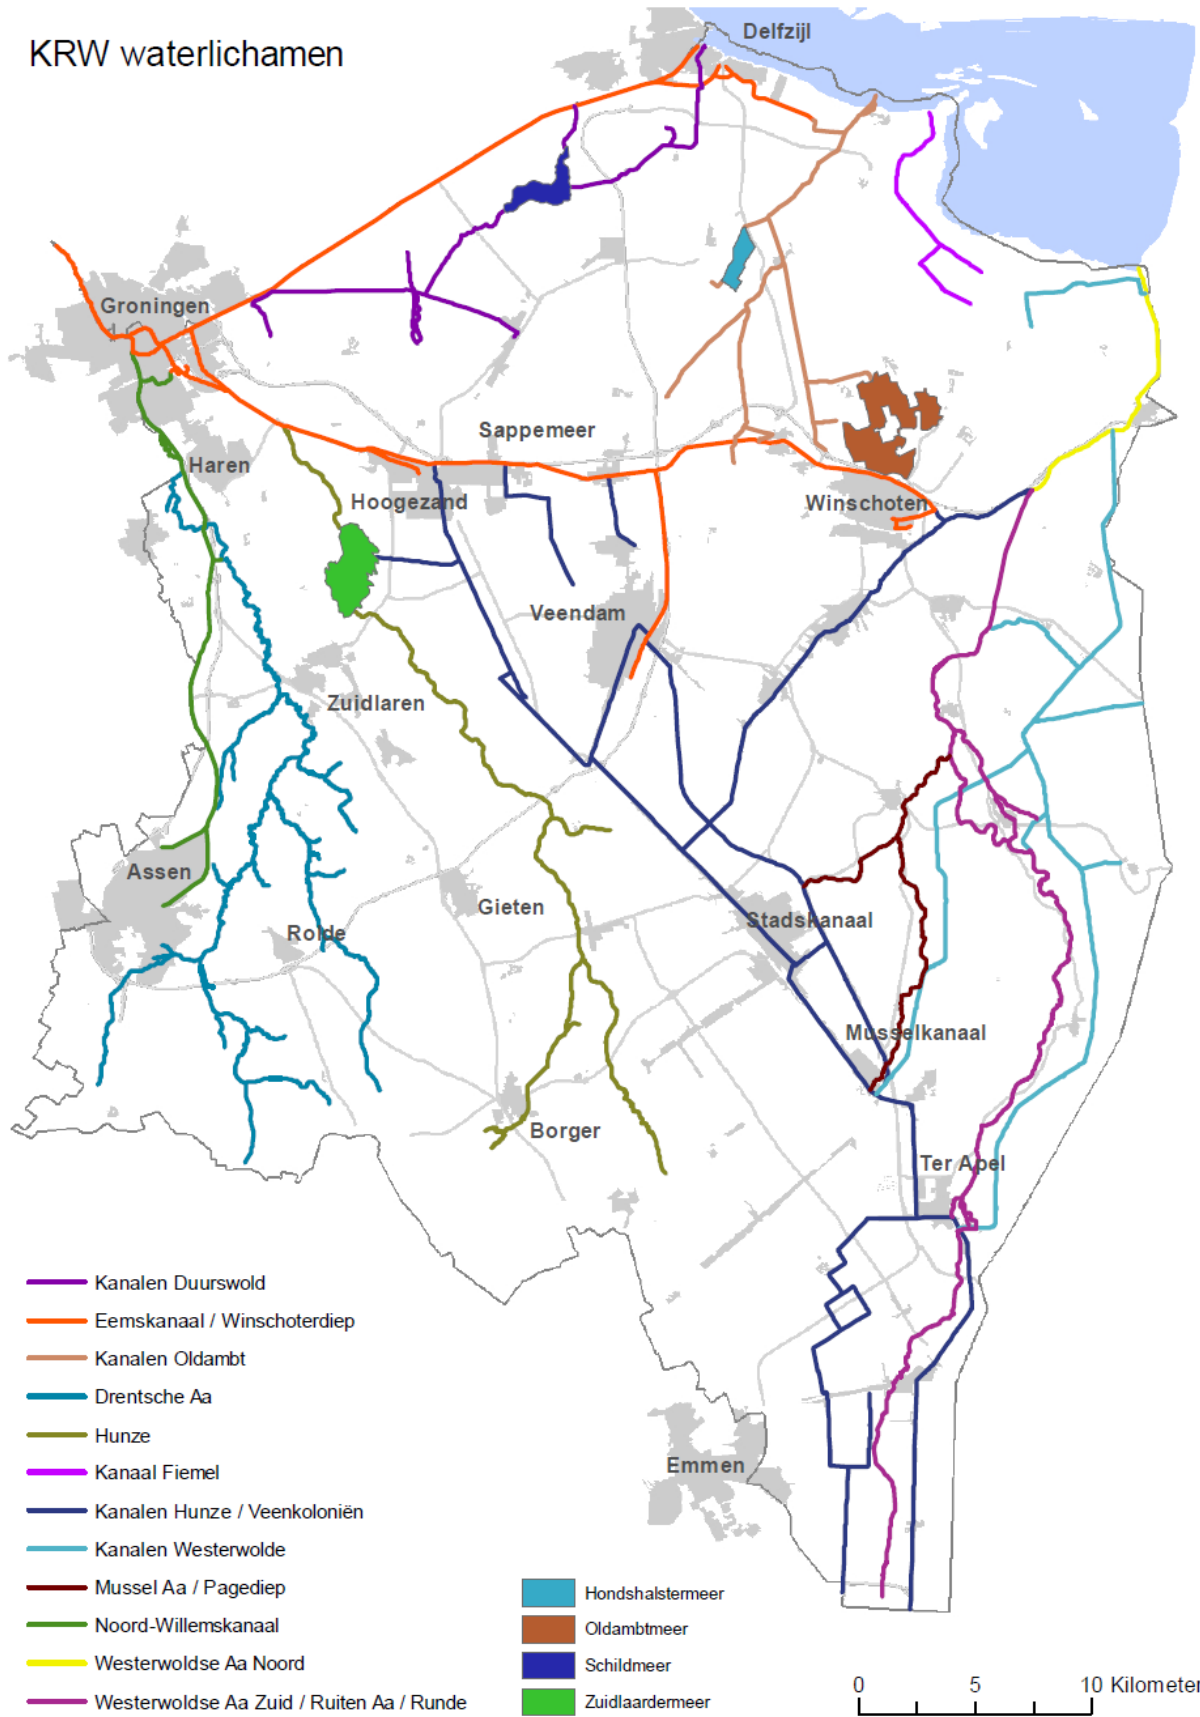 KRW waterlichamen
Delfzijl
Groningen
Sappemeer
Haren
Hoogezand
Winschoten
Veendam
Zuidlaren
Assen
Gieten
Stadskanaal
Rolde
Musselkanaal
Borger
Ter Apel
Emmen
Kanalen Duurswold
Eemskanaal / Winschoterdiep
Kanalen Oldambt
Drentsche Aa
Hunze
Kanaal Fiemel
Kanalen Hunze / Veenkoloniën
Kanalen Westerwolde
Mussel Aa / Pagediep
Noord-Willemskanaal
Westerwoldse Aa Noord
Westerwoldse Aa Zuid / Ruiten Aa / Runde
Hondshalstermeer
Oldambtmeer
Schildmeer
Zuidlaardermeer
0 5 10 Kilometer